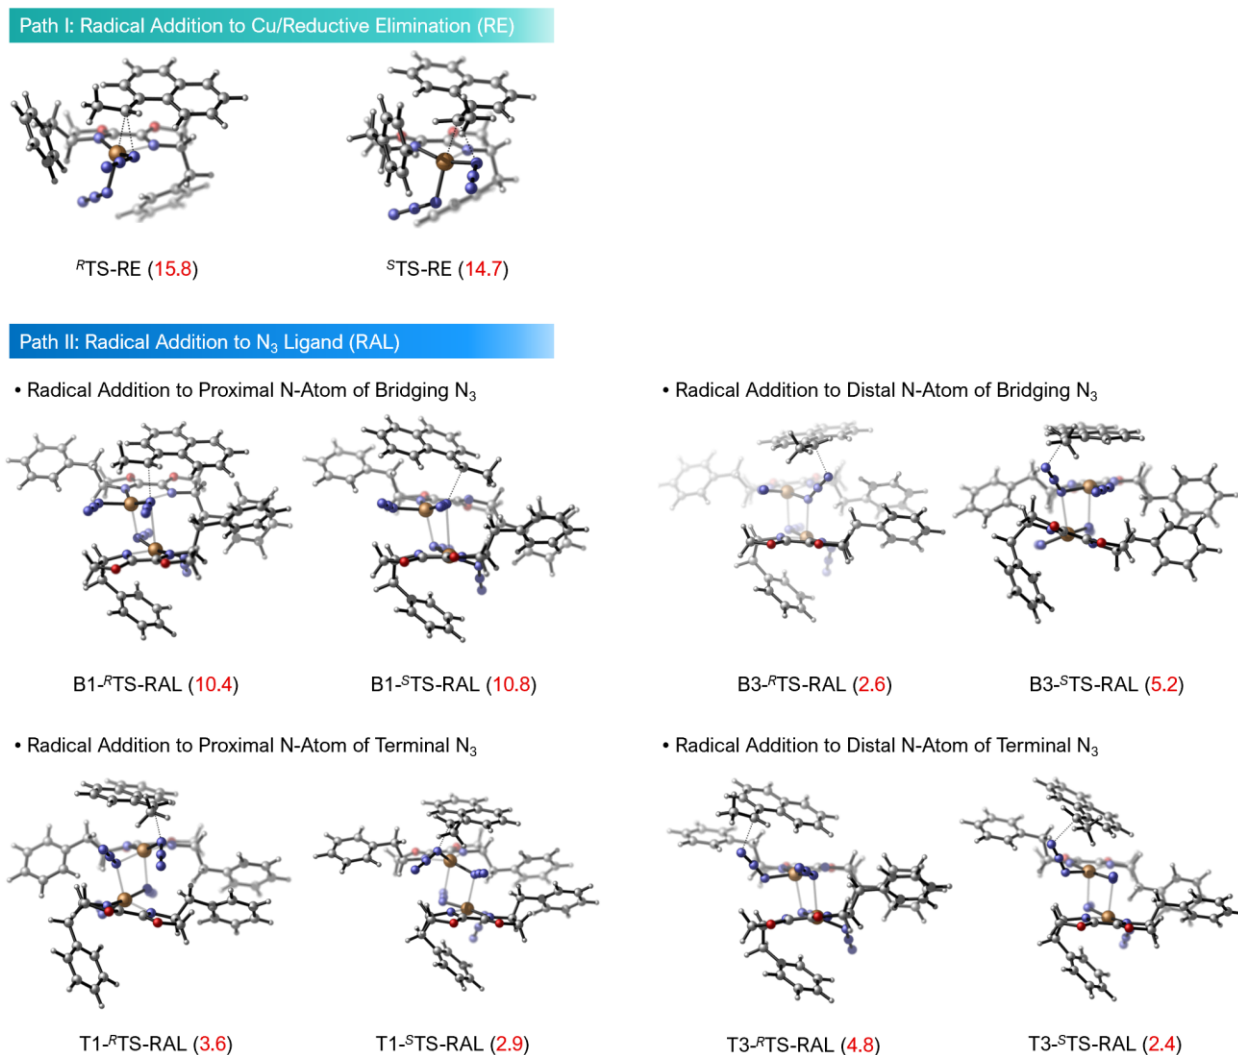 Path I: Radical Addition to Cu/Reductive Elimination (RE)
ᴿTS-RE (15.8)
ˢTS-RE (14.7)
Path II: Radical Addition to N₃ Ligand (RAL)
• Radical Addition to Proximal N-Atom of Bridging N₃
• Radical Addition to Distal N-Atom of Bridging N₃
B1-ᴿTS-RAL (10.4)
B1-ˢTS-RAL (10.8)
B3-ᴿTS-RAL (2.6)
B3-ˢTS-RAL (5.2)
• Radical Addition to Proximal N-Atom of Terminal N₃
• Radical Addition to Distal N-Atom of Terminal N₃
T1-ᴿTS-RAL (3.6)
T1-ˢTS-RAL (2.9)
T3-ᴿTS-RAL (4.8)
T3-ˢTS-RAL (2.4)